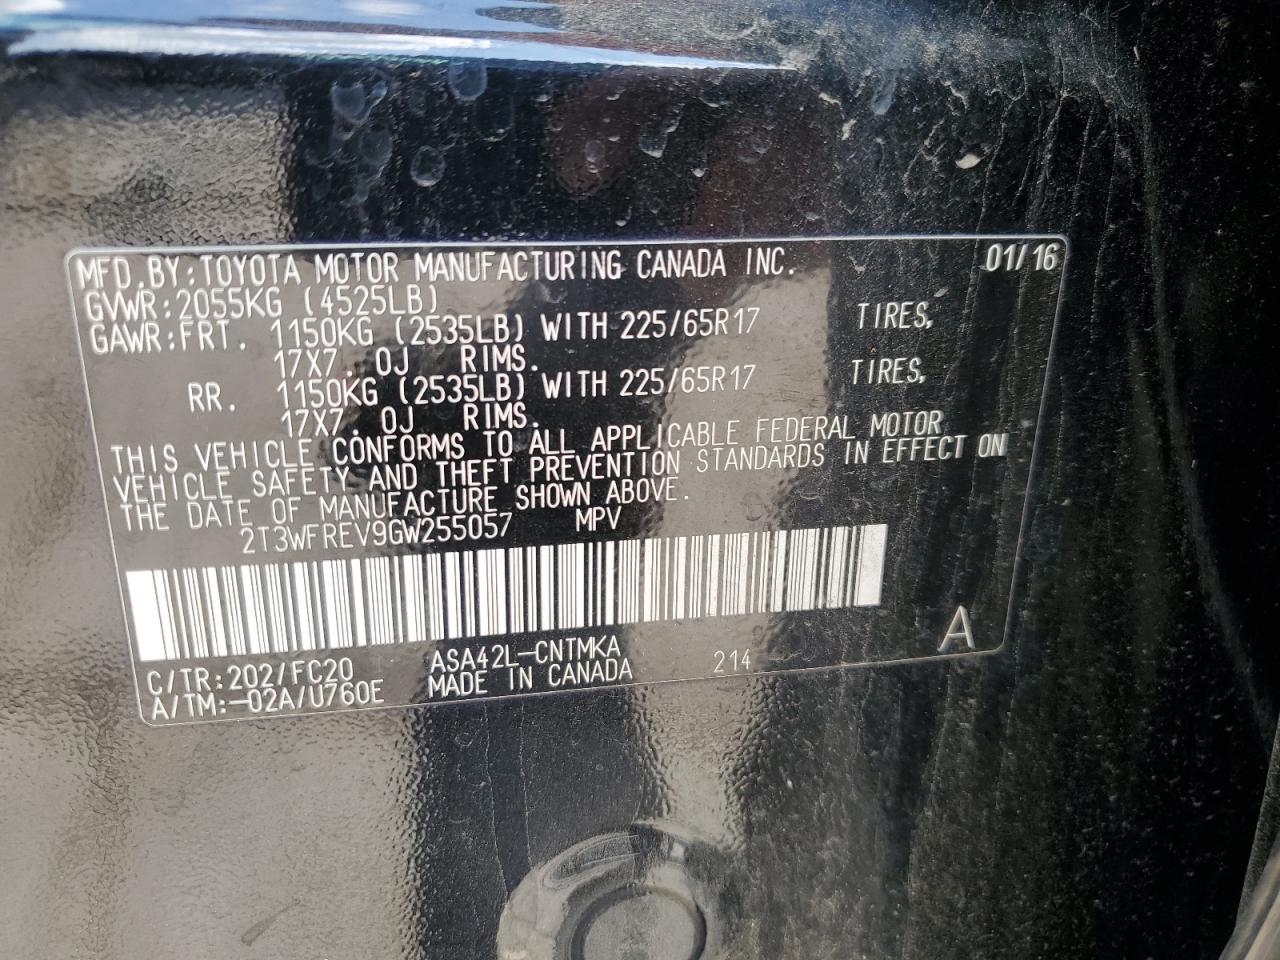 MFD.BY:TOYOTA MOTOR MANUFACTURING CANADA INC. 01/16
GVWR:2055KG (4525LB)
GAWR:FRT. 1150KG (2535LB) WITH 225/65R17 TIRES,
17X7.0J RIMS.
RR. 1150KG (2535LB) WITH 225/65R17 TIRES,
17X7.0J RIMS.
THIS VEHICLE CONFORMS TO ALL APPLICABLE FEDERAL MOTOR
VEHICLE SAFETY AND THEFT PREVENTION STANDARDS IN EFFECT ON
THE DATE OF MANUFACTURE SHOWN ABOVE.
2T3WFREV9GW255057 MPV
C/TR:202/FC20 ASA42L-CNTMKA 214 A
A/TM:-02A/U760E MADE IN CANADA